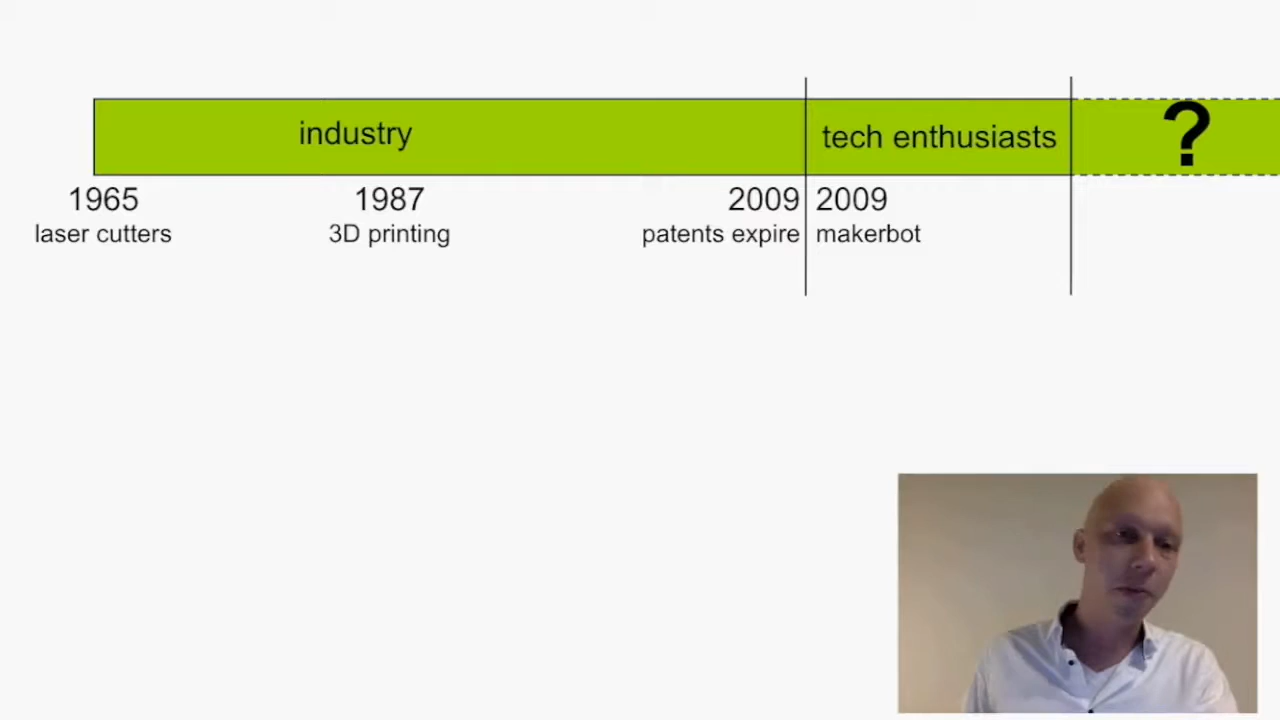 industry
tech enthusiasts
?
1965
laser cutters
1987
3D printing
2009
patents expire
2009
makerbot